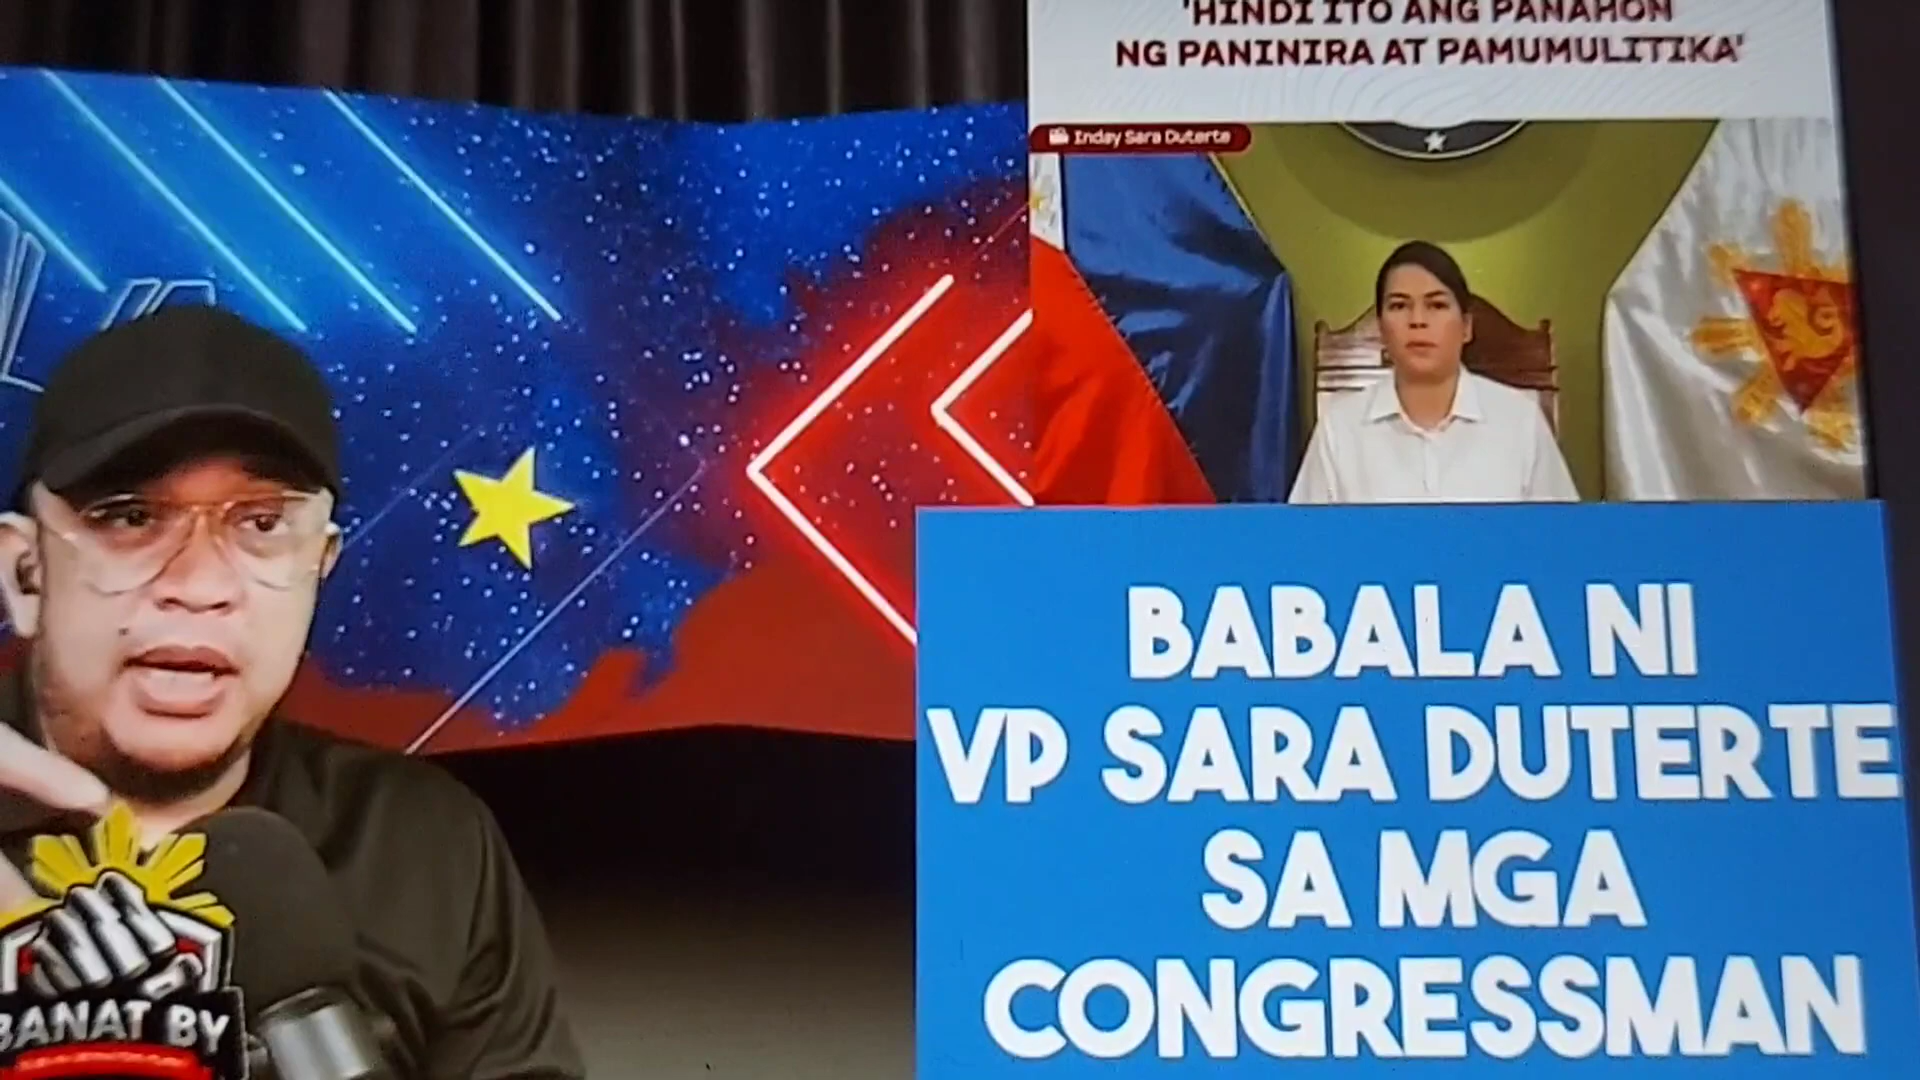 'HINDI ITO ANG PANAHON
NG PANINIRA AT PAMUMULITIKA'
Inday Sara Duterte
BABALA NI
VP SARA DUTERTE
SA MGA
CONGRESSMAN
BANAT BY